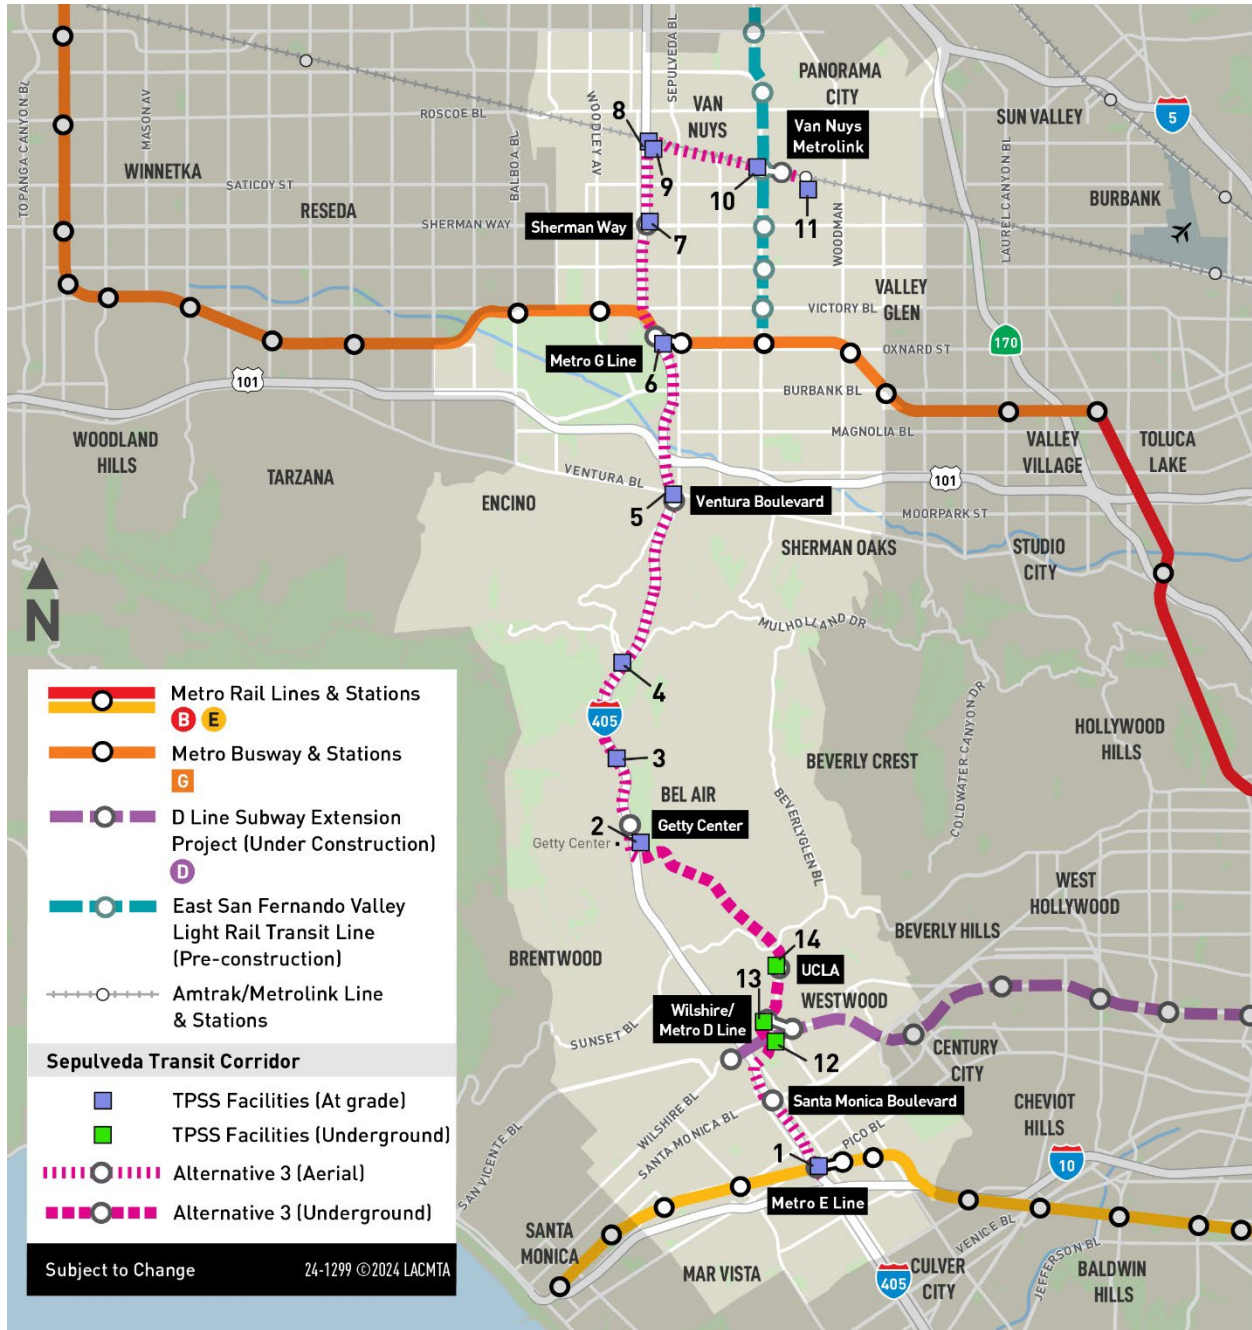 SEPULVEDA BL
PANORAMA
CITY
WOODLEY AV
VAN
NUYS
SUN VALLEY
5
TOPANGA CANYON BL
MASON AV
ROSCOE BL
BALBOA BL
8
Van Nuys
Metrolink
LAUREL CANYON BL
WINNETKA
SATICOY ST
RESEDA
SHERMAN WAY
9
10
11
BURBANK
Sherman Way
7
WOODMAN
VALLEY
GLEN
VICTORY BL
OXNARD ST
170
Metro G Line
6
101
BURBANK BL
MAGNOLIA BL
WOODLAND
HILLS
TARZANA
VENTURA BL
VALLEY
VILLAGE
TOLUCA
LAKE
101
ENCINO
5
Ventura Boulevard
MOORPARK ST
SHERMAN OAKS
STUDIO
CITY
N
MULHOLLAND DR
4
405
COLDWATER CANYON DR
HOLLYWOOD
HILLS
3
BEVERLY CREST
BEL AIR
BEVERLY GLEN BL
2
Getty Center
Getty Center
WEST
HOLLYWOOD
BEVERLY HILLS
BRENTWOOD
14
UCLA
13
Wilshire/
Metro D Line
WESTWOOD
SUNSET BL
12
CENTURY
CITY
Santa Monica Boulevard
WILSHIRE BL
SANTA MONICA BL
CHEVIOT
HILLS
PICO BL
SAN VICENTE BL
1
10
Metro E Line
SANTA
MONICA
VENICE BL
JEFFERSON BL
MAR VISTA
405
CULVER
CITY
BALDWIN
HILLS
Metro Rail Lines & Stations
B E
Metro Busway & Stations
G
D Line Subway Extension
Project (Under Construction)
D
East San Fernando Valley
Light Rail Transit Line
(Pre-construction)
Amtrak/Metrolink Line
& Stations
Sepulveda Transit Corridor
TPSS Facilities (At grade)
TPSS Facilities (Underground)
Alternative 3 (Aerial)
Alternative 3 (Underground)
Subject to Change
24-1299 ©2024 LACMTA